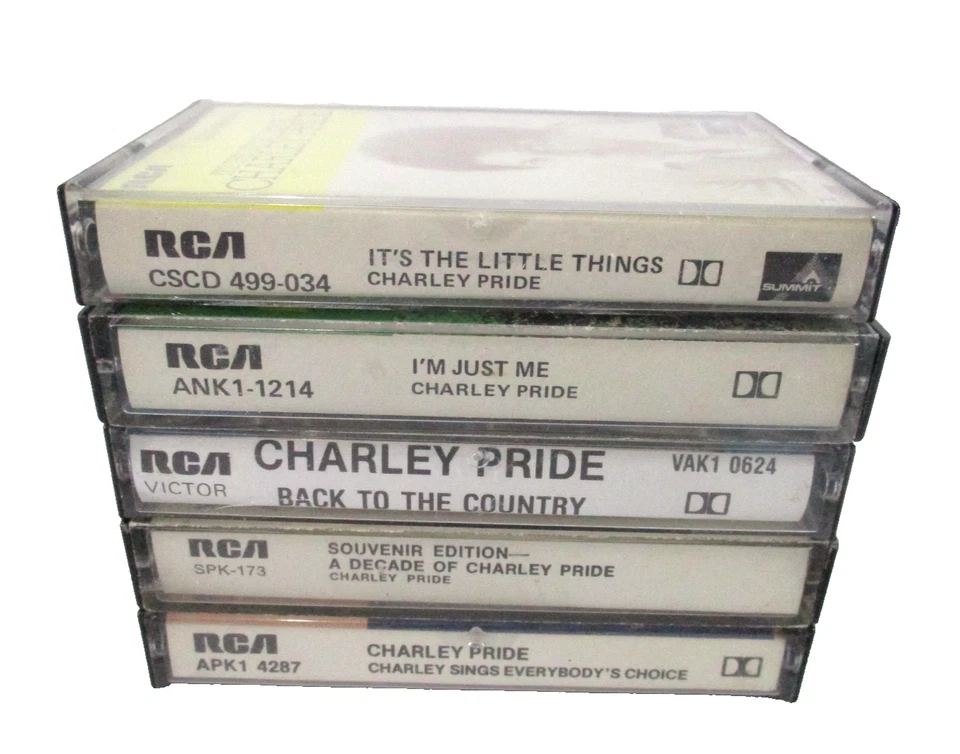 RCA
RCA
CSCD 499-034
IT'S THE LITTLE THINGS
CHARLEY PRIDE
SUMMIT
RCA
ANK1-1214
I'M JUST ME
CHARLEY PRIDE
RCA
VICTOR
CHARLEY PRIDE
BACK TO THE COUNTRY
VAK1 0624
RCA
SPK-173
SOUVENIR EDITION—
A DECADE OF CHARLEY PRIDE
CHARLEY PRIDE
RCA
APK1 4287
CHARLEY PRIDE
CHARLEY SINGS EVERYBODY'S CHOICE